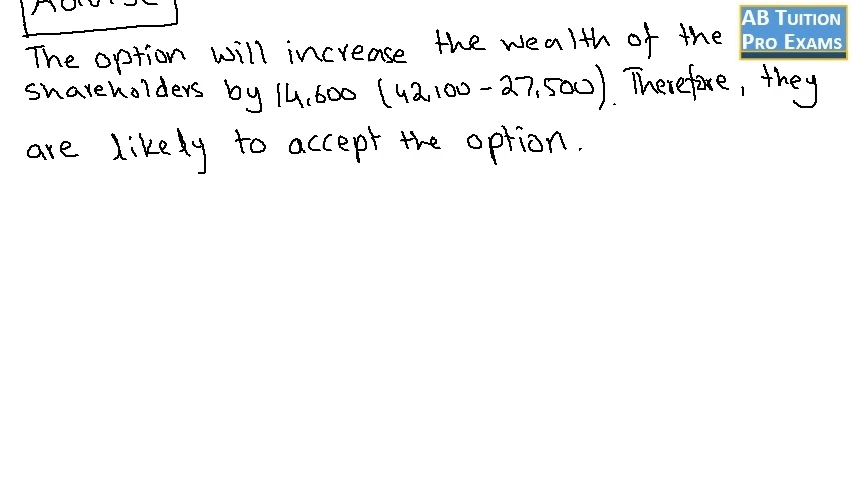 The option will increase the wealth of the
shareholders by 14,600 (42,100 - 27,500). Therefore, they
are likely to accept the option.
AB TUITION
PRO EXAMS